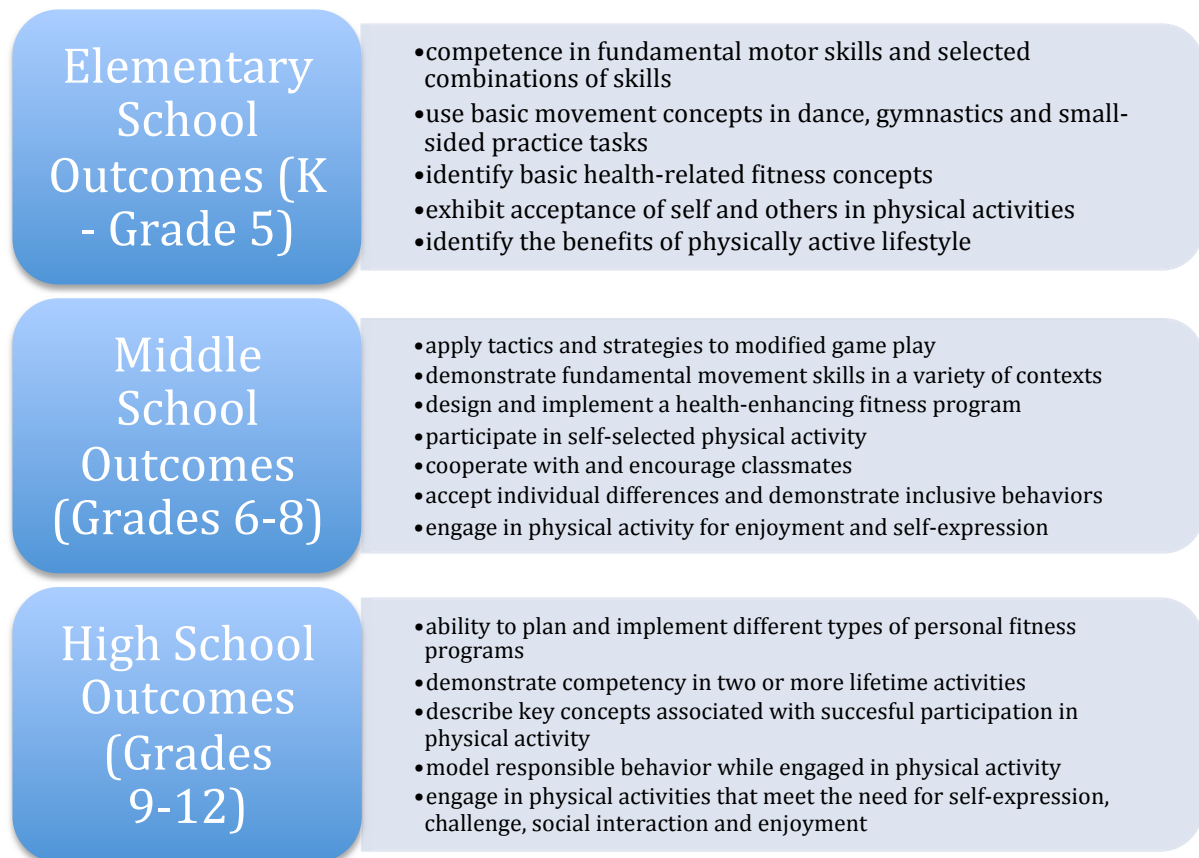 Elementary
School
Outcomes (K
- Grade 5)
•competence in fundamental motor skills and selected
combinations of skills
•use basic movement concepts in dance, gymnastics and small-
sided practice tasks
•identify basic health-related fitness concepts
•exhibit acceptance of self and others in physical activities
•identify the benefits of physically active lifestyle
Middle
School
Outcomes
(Grades 6-8)
•apply tactics and strategies to modified game play
•demonstrate fundamental movement skills in a variety of contexts
•design and implement a health-enhancing fitness program
•participate in self-selected physical activity
•cooperate with and encourage classmates
•accept individual differences and demonstrate inclusive behaviors
•engage in physical activity for enjoyment and self-expression
High School
Outcomes
(Grades
9-12)
•ability to plan and implement different types of personal fitness
programs
•demonstrate competency in two or more lifetime activities
•describe key concepts associated with succesful participation in
physical activity
•model responsible behavior while engaged in physical activity
•engage in physical activities that meet the need for self-expression,
challenge, social interaction and enjoyment